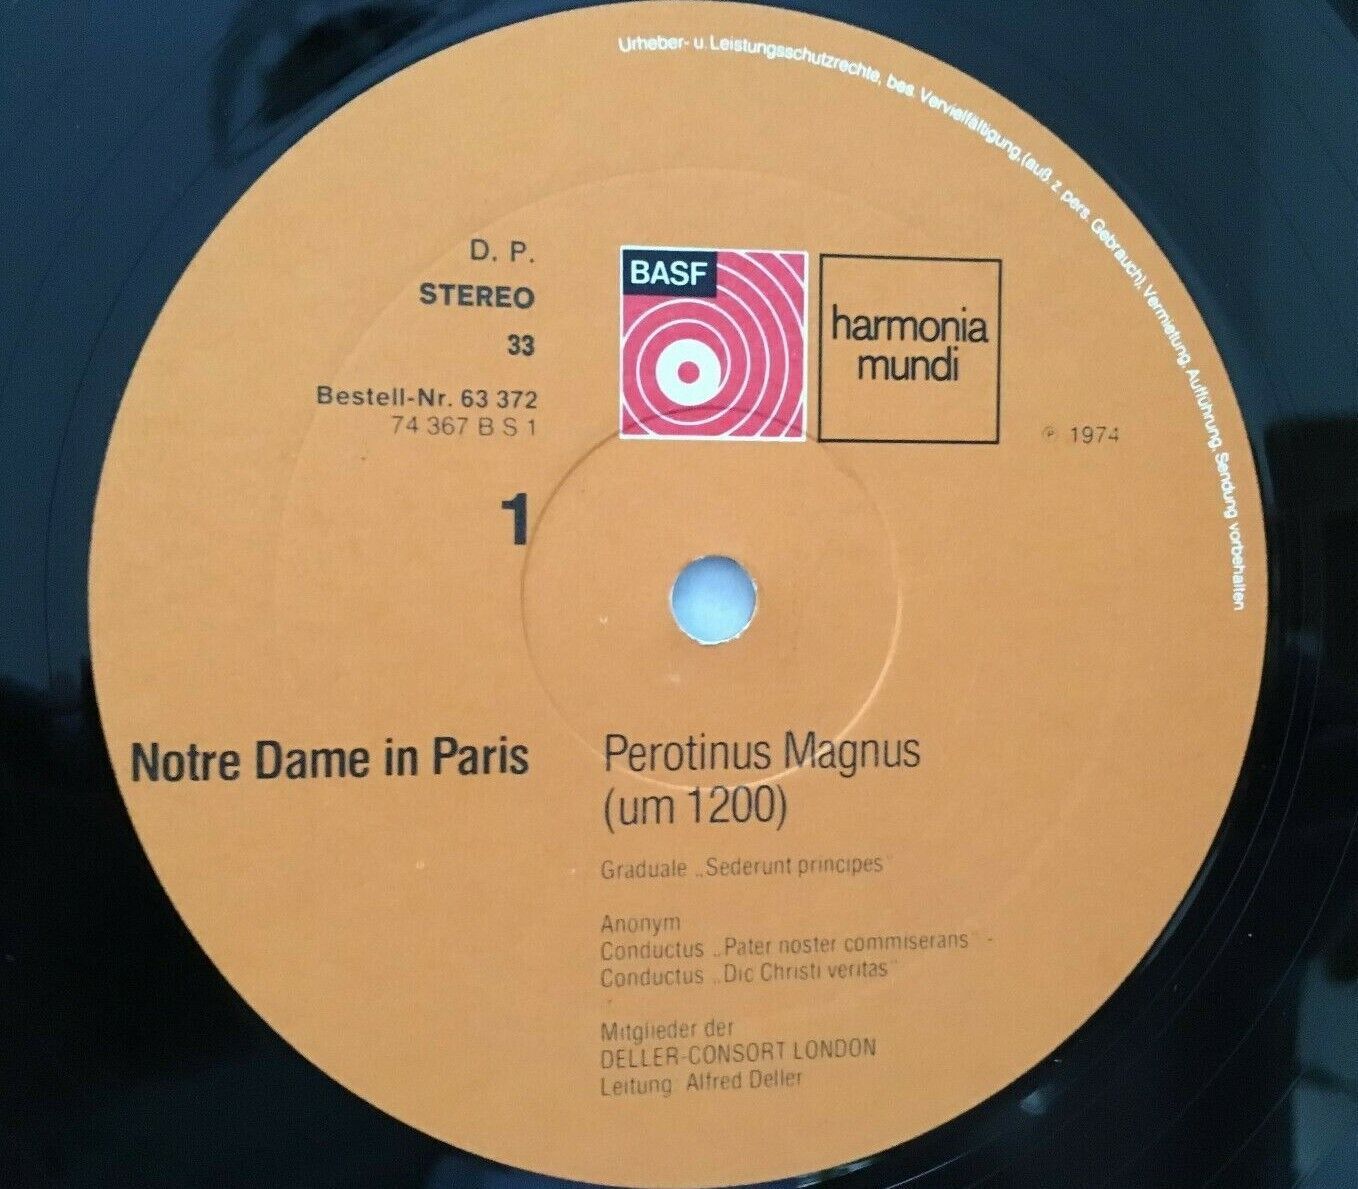 Urheber- u. Leistungsschutzrechte, bes. Vervielfältigung, (auß. z. pers. Gebrauch), Vermietung, Aufführung, Sendung vorbehalten
D. P.
STEREO
33
Bestell-Nr. 63 372
74 367 B S 1
BASF
harmonia
mundi
℗ 1974
1
Notre Dame in Paris
Perotinus Magnus
(um 1200)
Graduale „Sederunt principes"
Anonym
Conductus „Pater noster commiserans" -
Conductus „Dic Christi veritas"
Mitglieder der
DELLER-CONSORT LONDON
Leitung: Alfred Deller